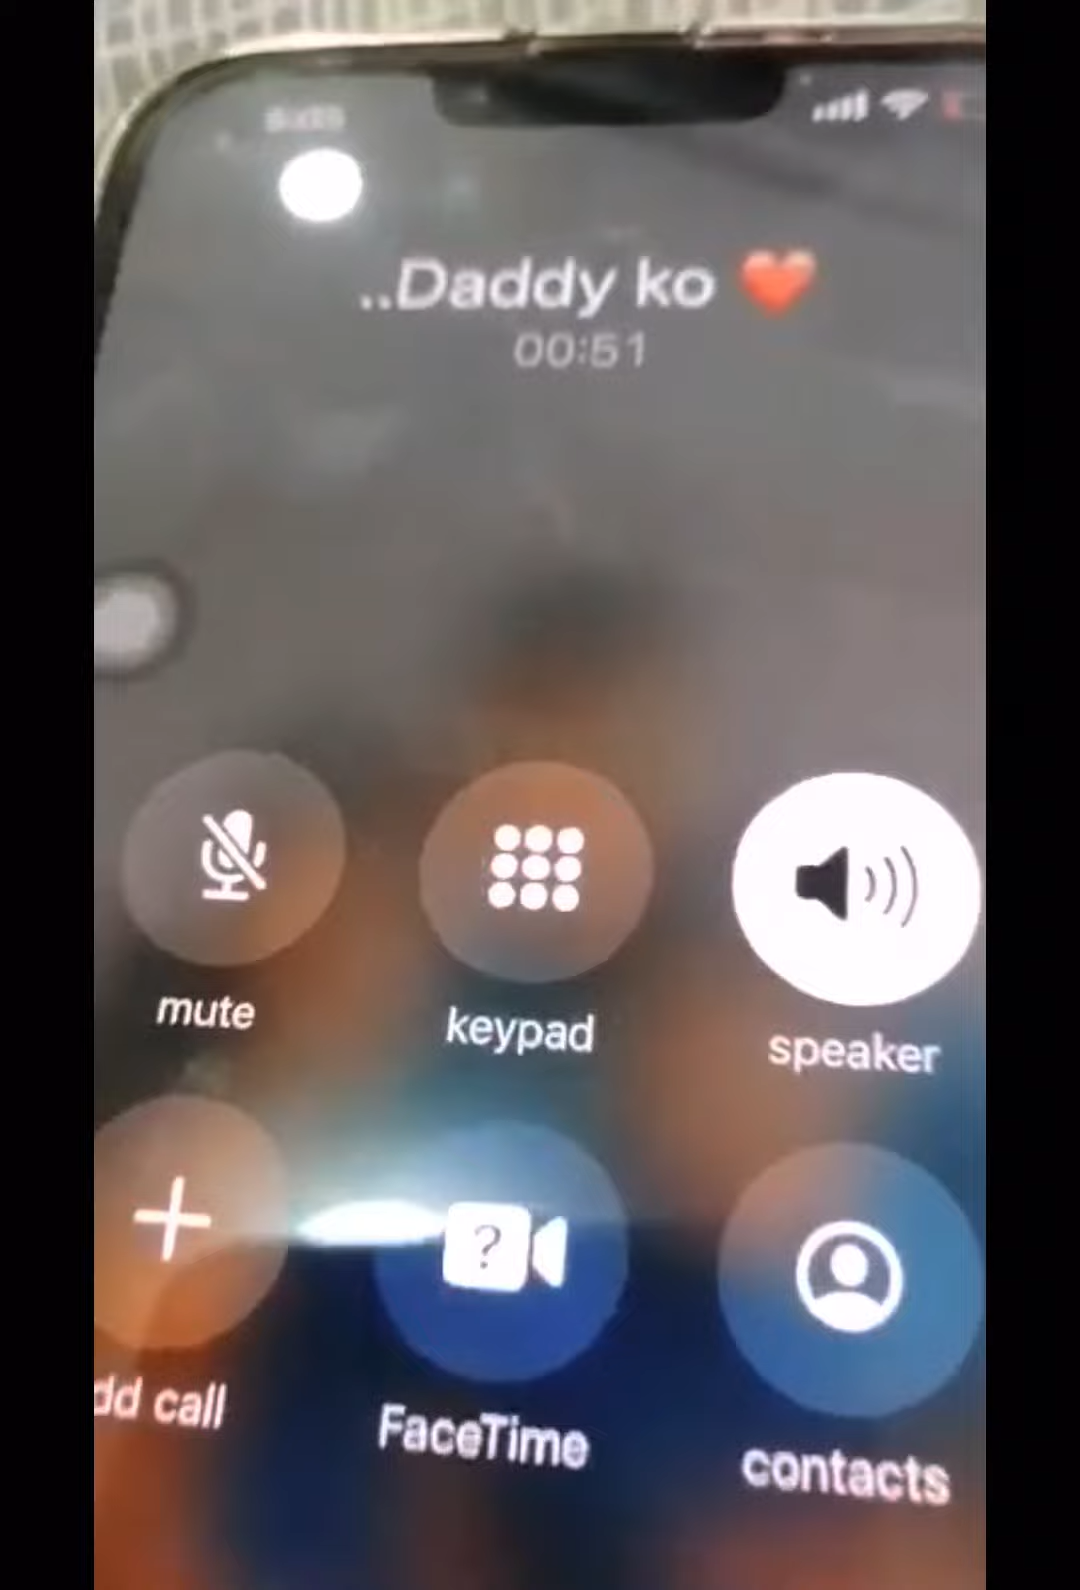 ..Daddy ko ❤️
00:51
mute
keypad
speaker
dd call
?
FaceTime
contacts